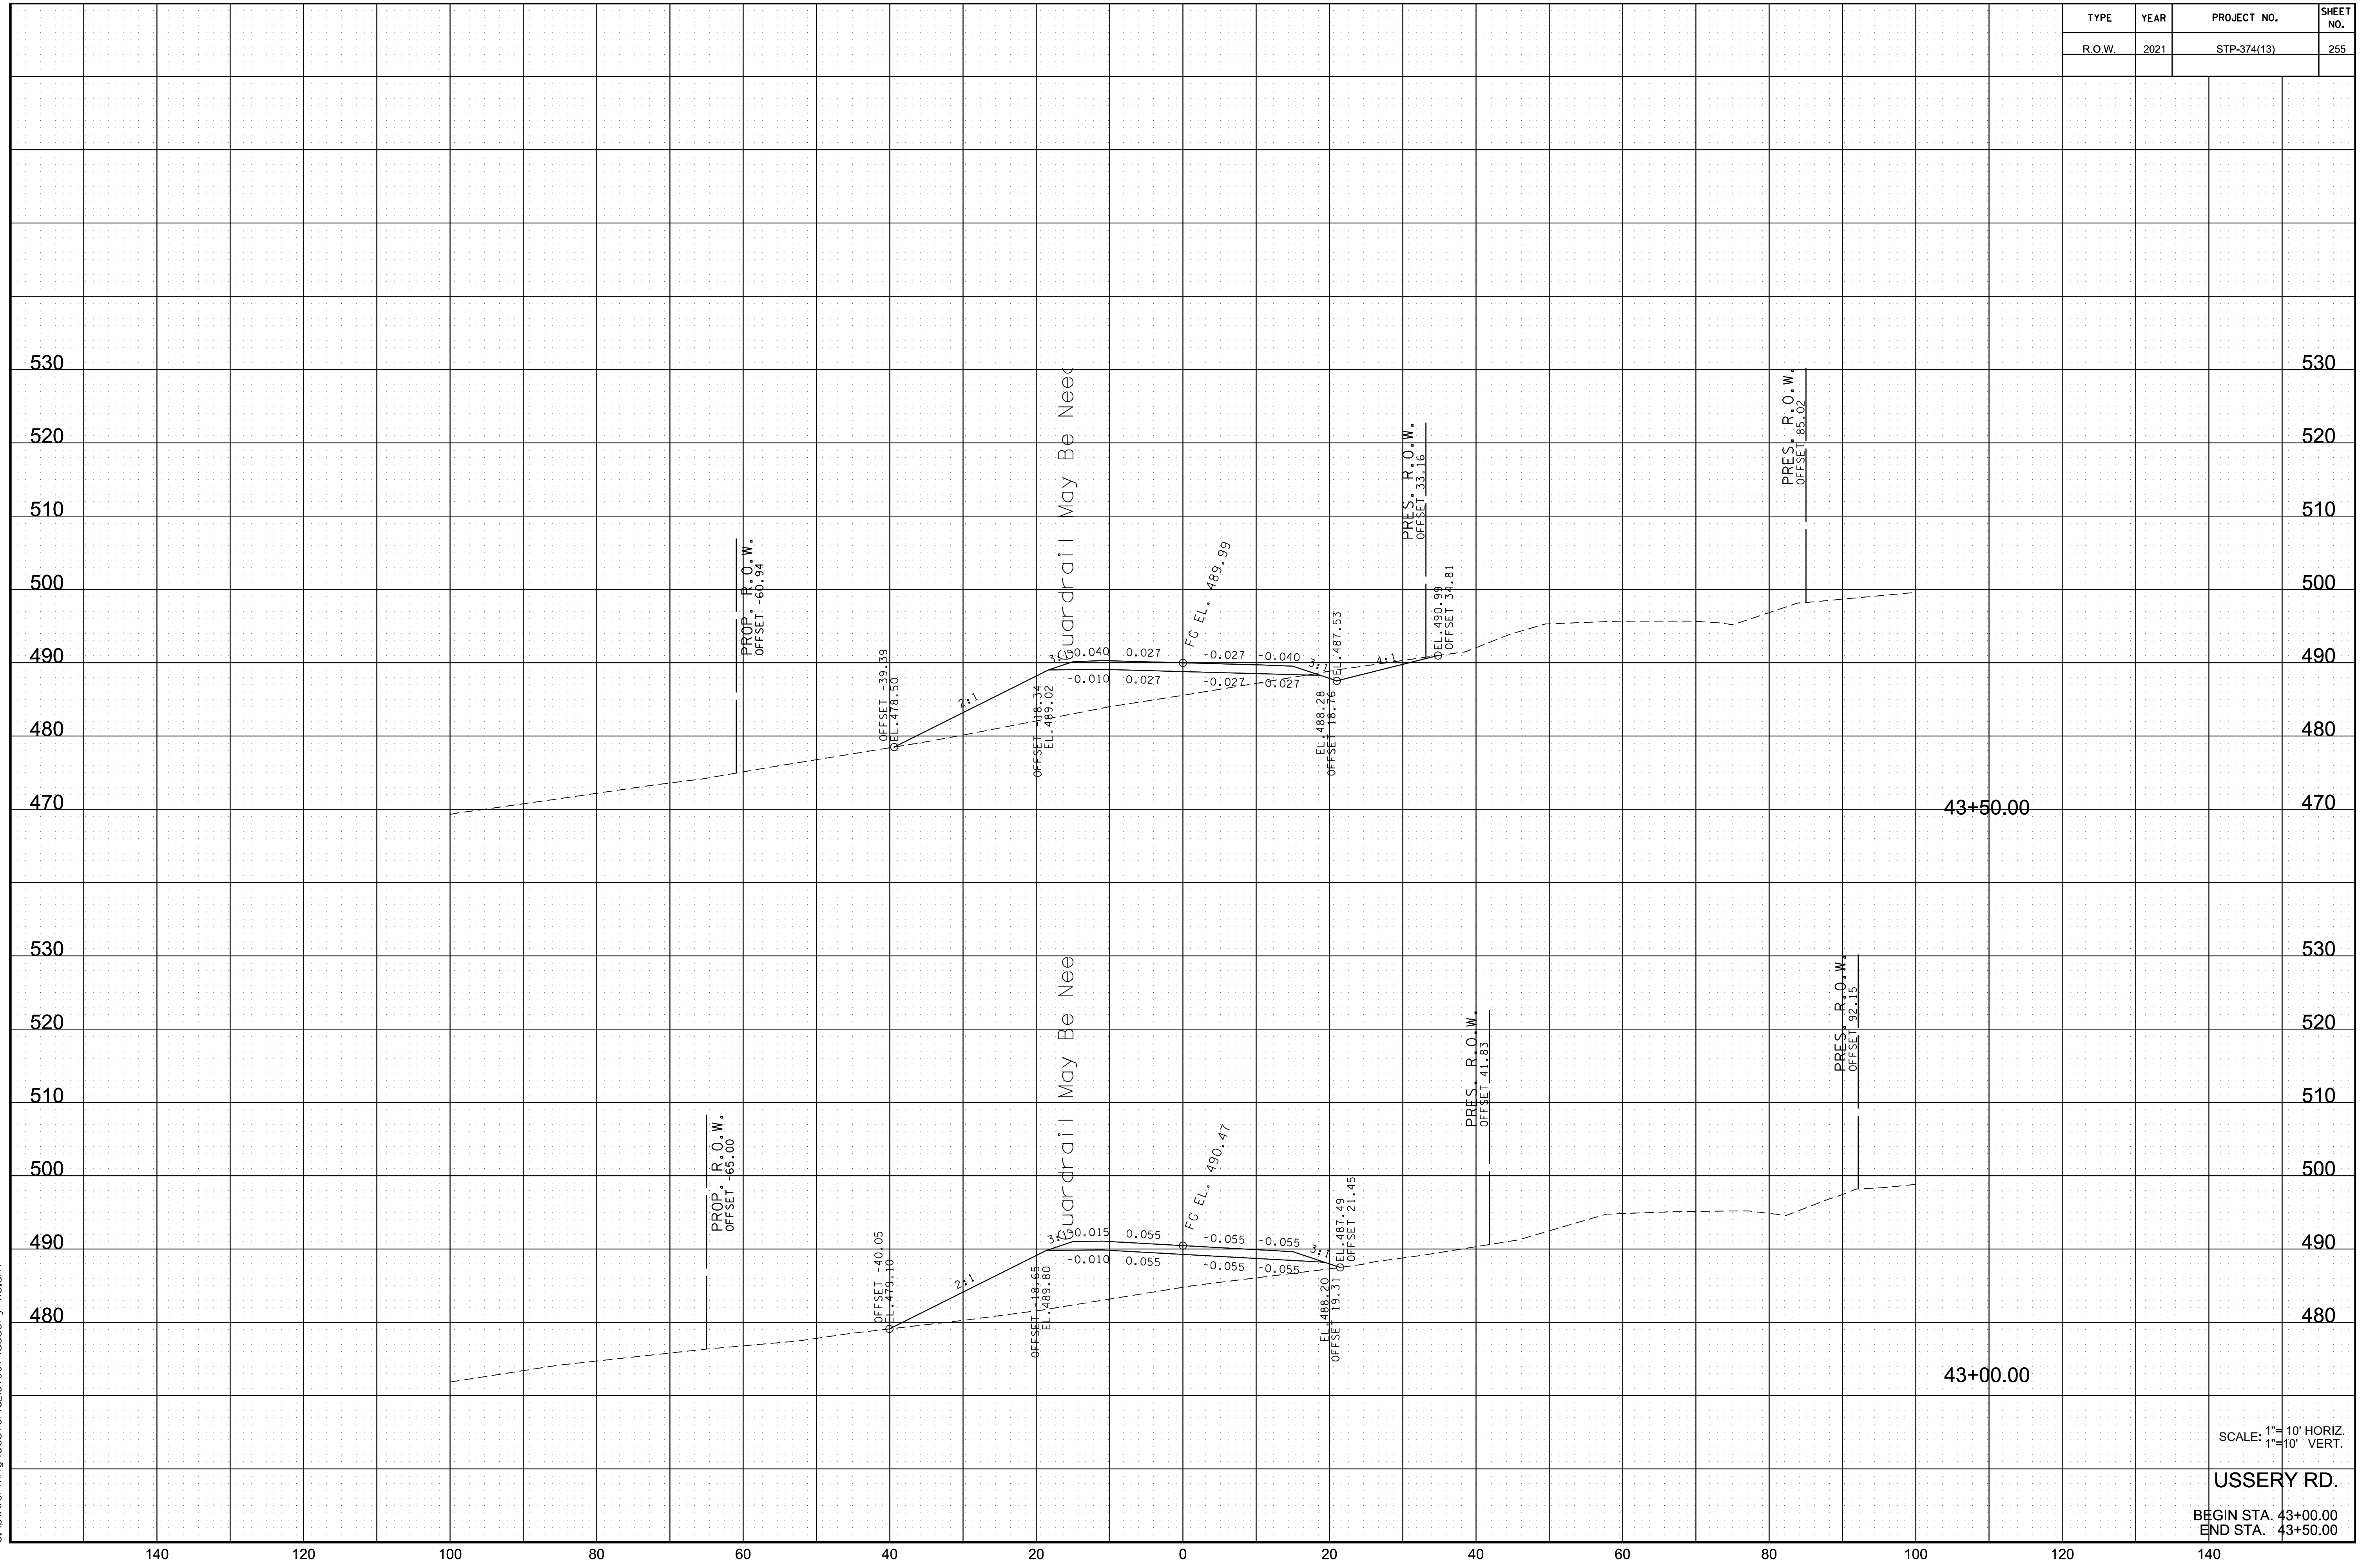 TYPE YEAR PROJECT NO. SHEET NO.
R.O.W. 2021 STP-374(13) 255
530 530
520 520
510 510
500 500
490 490
480 480
470 470
PROP. R.O.W.
OFFSET -60.94
OFFSET -39.39
EL.478.50
2:1
OFFSET -18.34
EL.489.02
3:1
uardrail May Be Need
-0.040 0.027 -0.027 -0.040
-0.010 0.027 -0.027 -0.027
FG EL. 489.99
3:1
EL.488.28
OFFSET 18.76
EL.487.53
4:1
PRES. R.O.W.
OFFSET 33.16
EL.490.99
OFFSET 34.81
PRES. R.O.W.
OFFSET 85.02
43+50.00
530 530
520 520
510 510
500 500
490 490
480 480
PROP. R.O.W.
OFFSET -65.00
OFFSET -40.05
EL.479.10
2:1
OFFSET -18.65
EL.489.80
3:1
uardrail May Be Nee
-0.015 0.055 -0.055 -0.055
-0.010 0.055 -0.055 -0.055
FG EL. 490.47
3:1
EL.488.20
OFFSET 19.31
EL.487.49
OFFSET 21.45
PRES. R.O.W.
OFFSET 41.83
PRES. R.O.W.
OFFSET 92.15
43+00.00
SCALE: 1"= 10' HORIZ.
1"=10' VERT.
USSERY RD.
BEGIN STA. 43+00.00
END STA. 43+50.00
140 120 100 80 60 40 20 0 20 40 60 80 100 120 140